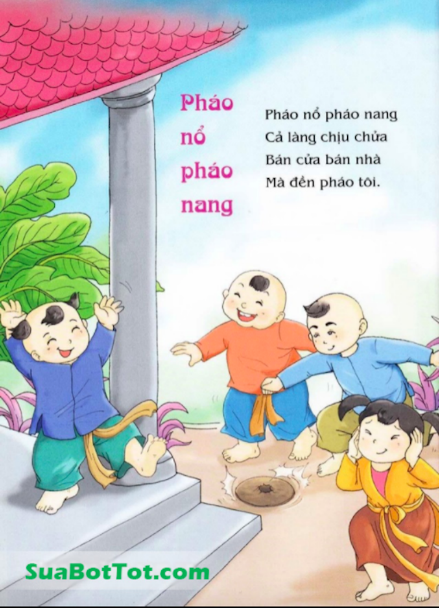 Pháo
nổ
pháo
nang
Pháo nổ pháo nang
Cả làng chịu chửa
Bán cửa bán nhà
Mà đền pháo tôi.
SuaBotTot.com